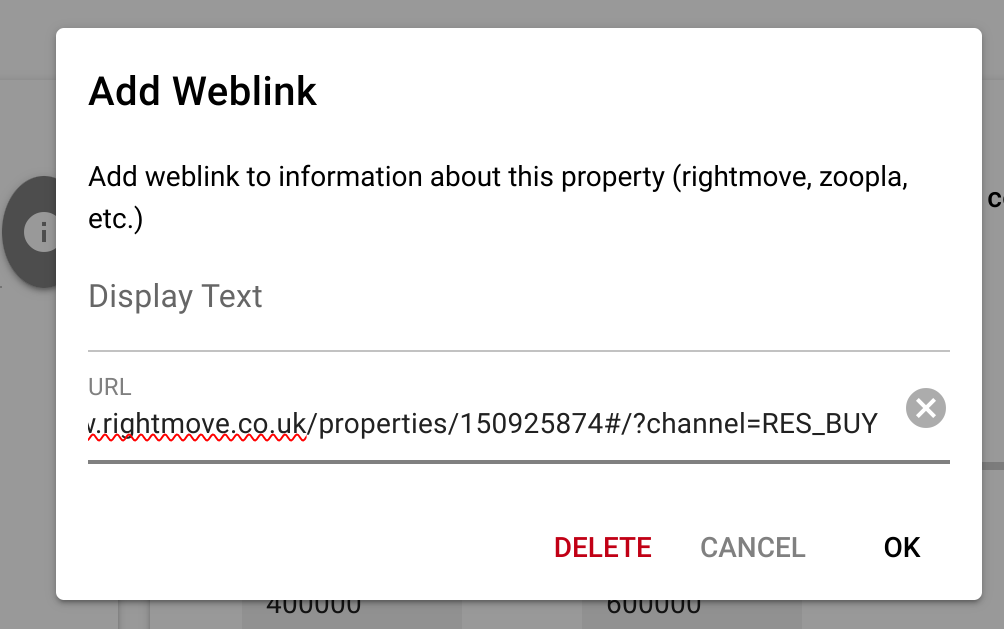 Add Weblink
Add weblink to information about this property (rightmove, zoopla,
etc.)
Display Text
URL
.rightmove.co.uk/properties/150925874#/?channel=RES_BUY
DELETE CANCEL OK
400000 600000